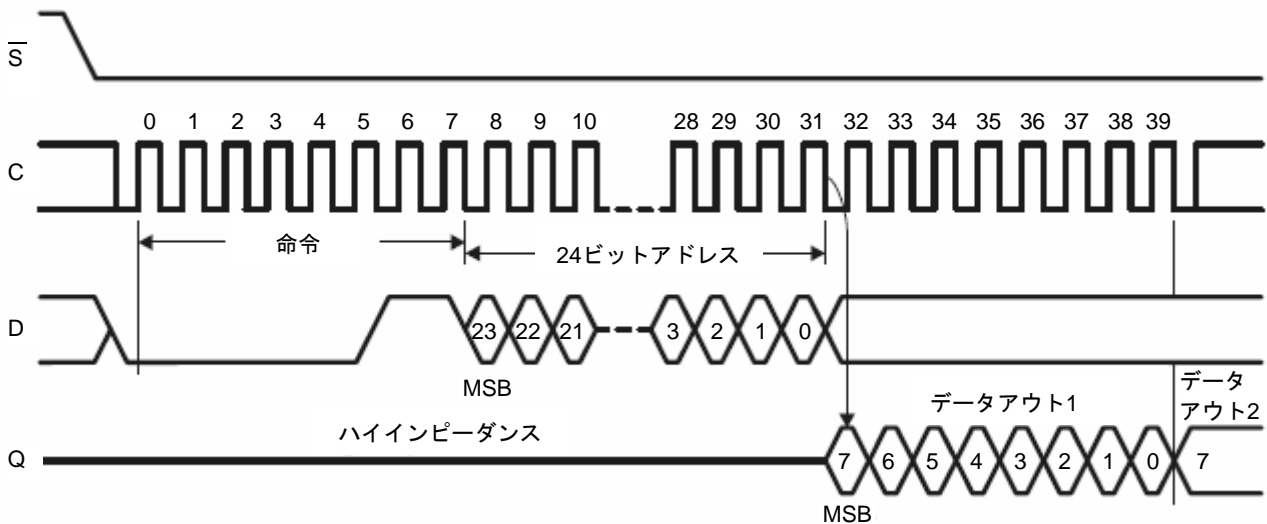 S
0 1 2 3 4 5 6 7 8 9 10 28 29 30 31 32 33 34 35 36 37 38 39
C
命令
24ビットアドレス
D
23 22 21 3 2 1 0
MSB
データアウト1
データ
アウト2
ハイインピーダンス
Q
7 6 5 4 3 2 1 0 7
MSB